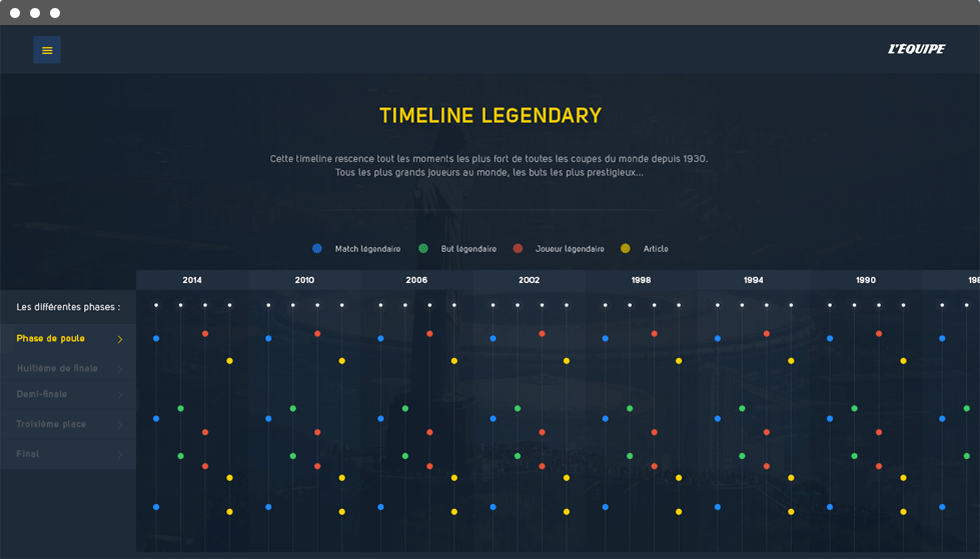 L'ÉQUIPE
TIMELINE LEGENDARY
Cette timeline rescence tout les moments les plus fort de toutes les coupes du monde depuis 1930.
Tous les plus grands joueurs au monde, les buts les plus prestigieux...
Match légendaire But légendaire Joueur légendaire Article
2014 2010 2006 2002 1998 1994 1990
Les différentes phases :
Phase de poule
Huitième de finale
Demi-finale
Troisième place
Final